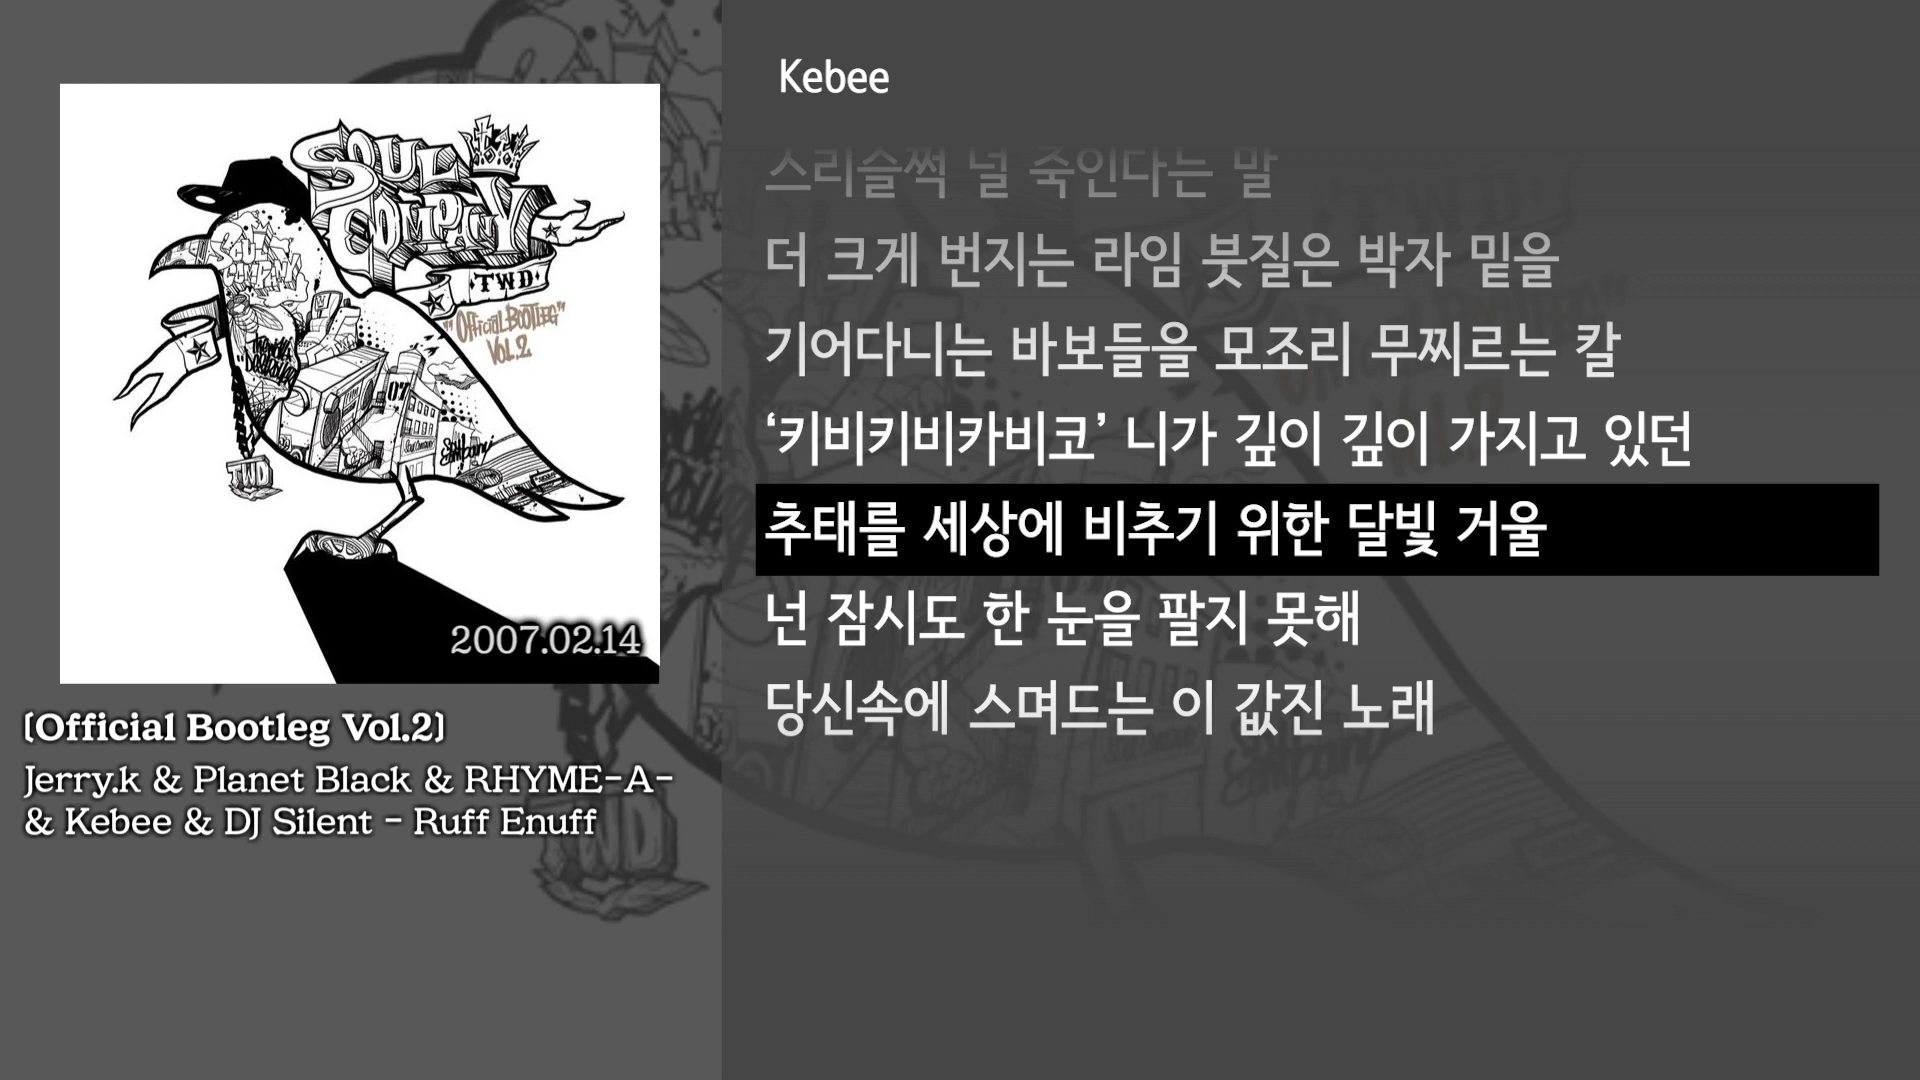 SOUL
COMPANY
TWD
"OFFICIAL BOOTLEG"
VOL.2
SOUL
COMPANY
07
TWD
2007.02.14
[Official Bootleg Vol.2]
Jerry.k & Planet Black & RHYME-A-
& Kebee & DJ Silent - Ruff Enuff
Kebee
스리슬쩍 널 죽인다는 말
더 크게 번지는 라임 붓질은 박자 밑을
기어다니는 바보들을 모조리 무찌르는 칼
‘키비키비카비코’ 니가 깊이 깊이 가지고 있던
추태를 세상에 비추기 위한 달빛 거울
넌 잠시도 한 눈을 팔지 못해
당신속에 스며드는 이 값진 노래